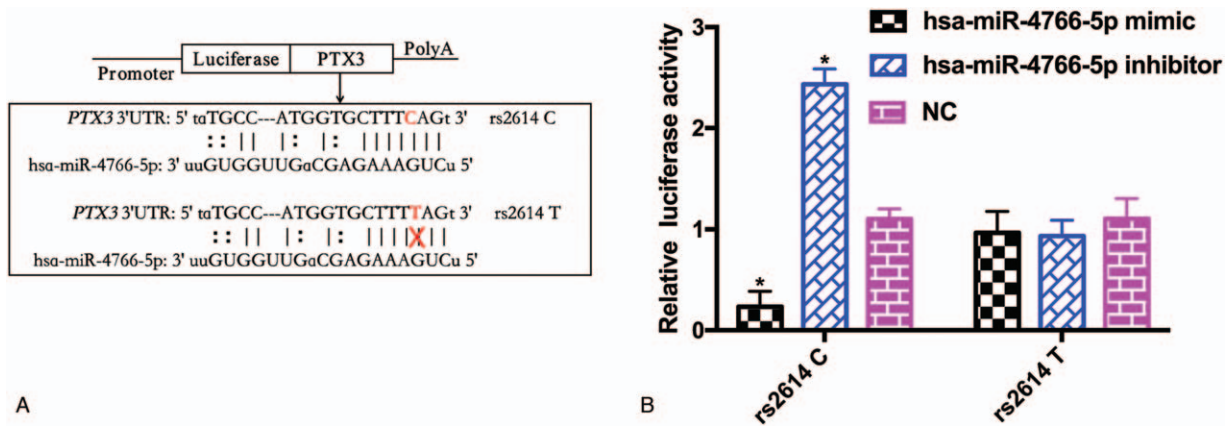 Promoter
Luciferase
PTX3
PolyA
PTX3 3'UTR: 5' taTGCC---ATGGTGCTTTCAGt 3' rs2614 C
hsa-miR-4766-5p: 3' uuGUGGUUGaCGAGAAAGUCu 5'
PTX3 3'UTR: 5' taTGCC---ATGGTGCTTTTAGt 3' rs2614 T
X
hsa-miR-4766-5p: 3' uuGUGGUUGaCGAGAAAGUCu 5'
A
Relative luciferase activity
3
2
1
0
*
*
hsa-miR-4766-5p mimic
hsa-miR-4766-5p inhibitor
NC
rs2614 C
rs2614 T
B